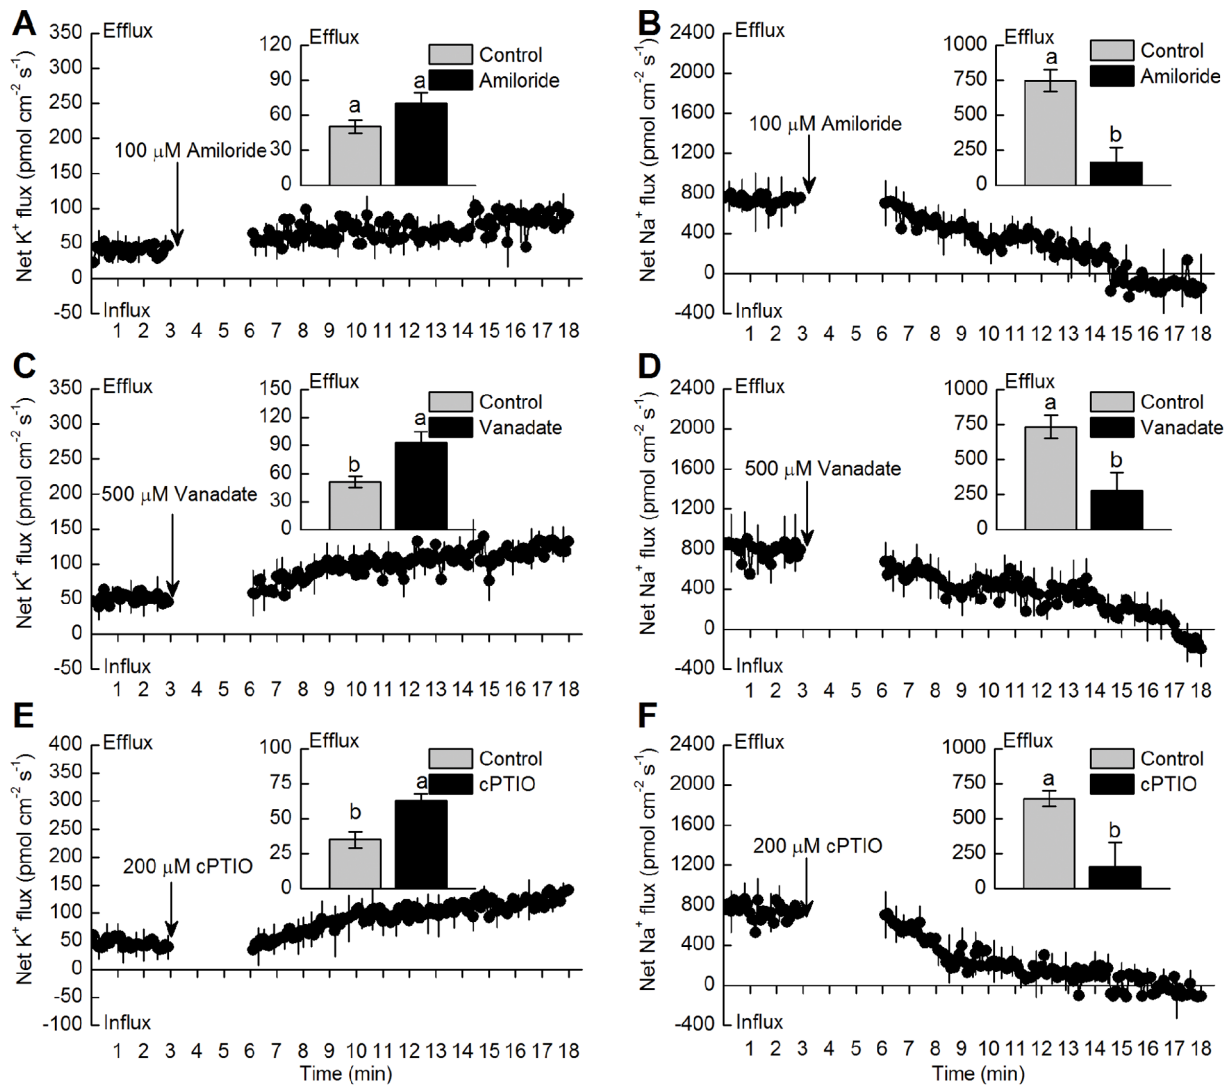 A
Net K⁺ flux (pmol cm⁻² s⁻¹)
350
300
250
200
150
100
50
0
-50
Efflux
100 μM Amiloride
Influx
1 2 3 4 5 6 7 8 9 10 11 12 13 14 15 16 17 18
120
90
60
30
0
Efflux
a
a
Control
Amiloride
B
Net Na⁺ flux (pmol cm⁻² s⁻¹)
2400
2000
1600
1200
800
400
0
-400
Efflux
100 μM Amiloride
Influx
1 2 3 4 5 6 7 8 9 10 11 12 13 14 15 16 17 18
1000
750
500
250
0
Efflux
a
b
Control
Amiloride
C
Net K⁺ flux (pmol cm⁻² s⁻¹)
350
300
250
200
150
100
50
0
-50
Efflux
500 μM Vanadate
Influx
1 2 3 4 5 6 7 8 9 10 11 12 13 14 15 16 17 18
150
120
90
60
30
0
Efflux
b
a
Control
Vanadate
D
Net Na⁺ flux (pmol cm⁻² s⁻¹)
2400
2000
1600
1200
800
400
0
-400
Efflux
500 μM Vanadate
Influx
1 2 3 4 5 6 7 8 9 10 11 12 13 14 15 16 17 18
1000
750
500
250
0
Efflux
a
b
Control
Vanadate
E
Net K⁺ flux (pmol cm⁻² s⁻¹)
400
350
300
250
200
150
100
50
0
-50
-100
Efflux
200 μM cPTIO
Influx
1 2 3 4 5 6 7 8 9 10 11 12 13 14 15 16 17 18
Time (min)
100
75
50
25
0
Efflux
b
a
Control
cPTIO
F
Net Na⁺ flux (pmol cm⁻² s⁻¹)
2400
2000
1600
1200
800
400
0
-400
Efflux
200 μM cPTIO
Influx
1 2 3 4 5 6 7 8 9 10 11 12 13 14 15 16 17 18
Time (min)
1000
750
500
250
0
Efflux
a
b
Control
cPTIO